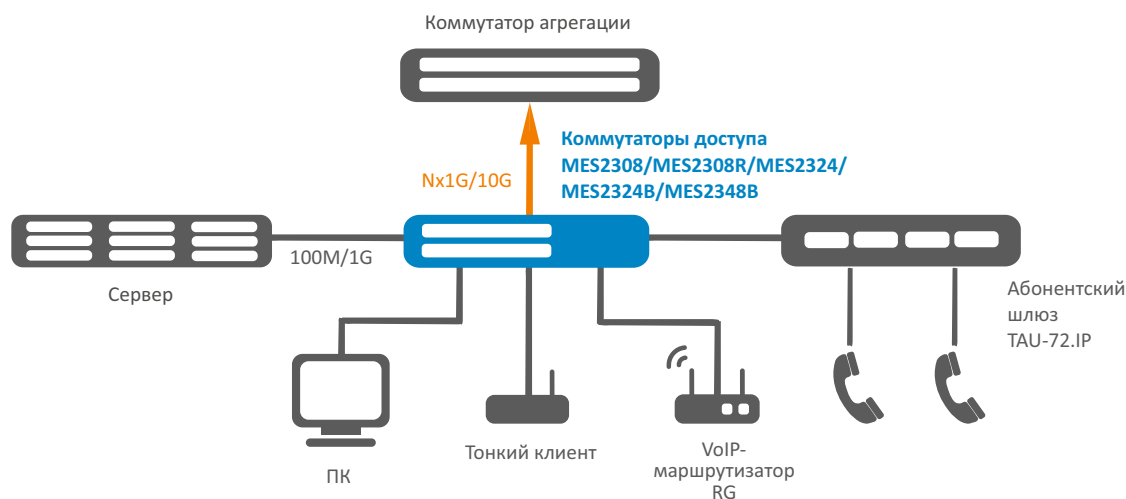 Коммутатор агрегации
Коммутаторы доступа
MES2308/MES2308R/MES2324/
MES2324B/MES2348B
Nx1G/10G
100M/1G
Сервер
Абонентский
шлюз
TAU-72.IP
ПК
Тонкий клиент
VoIP-
маршрутизатор
RG